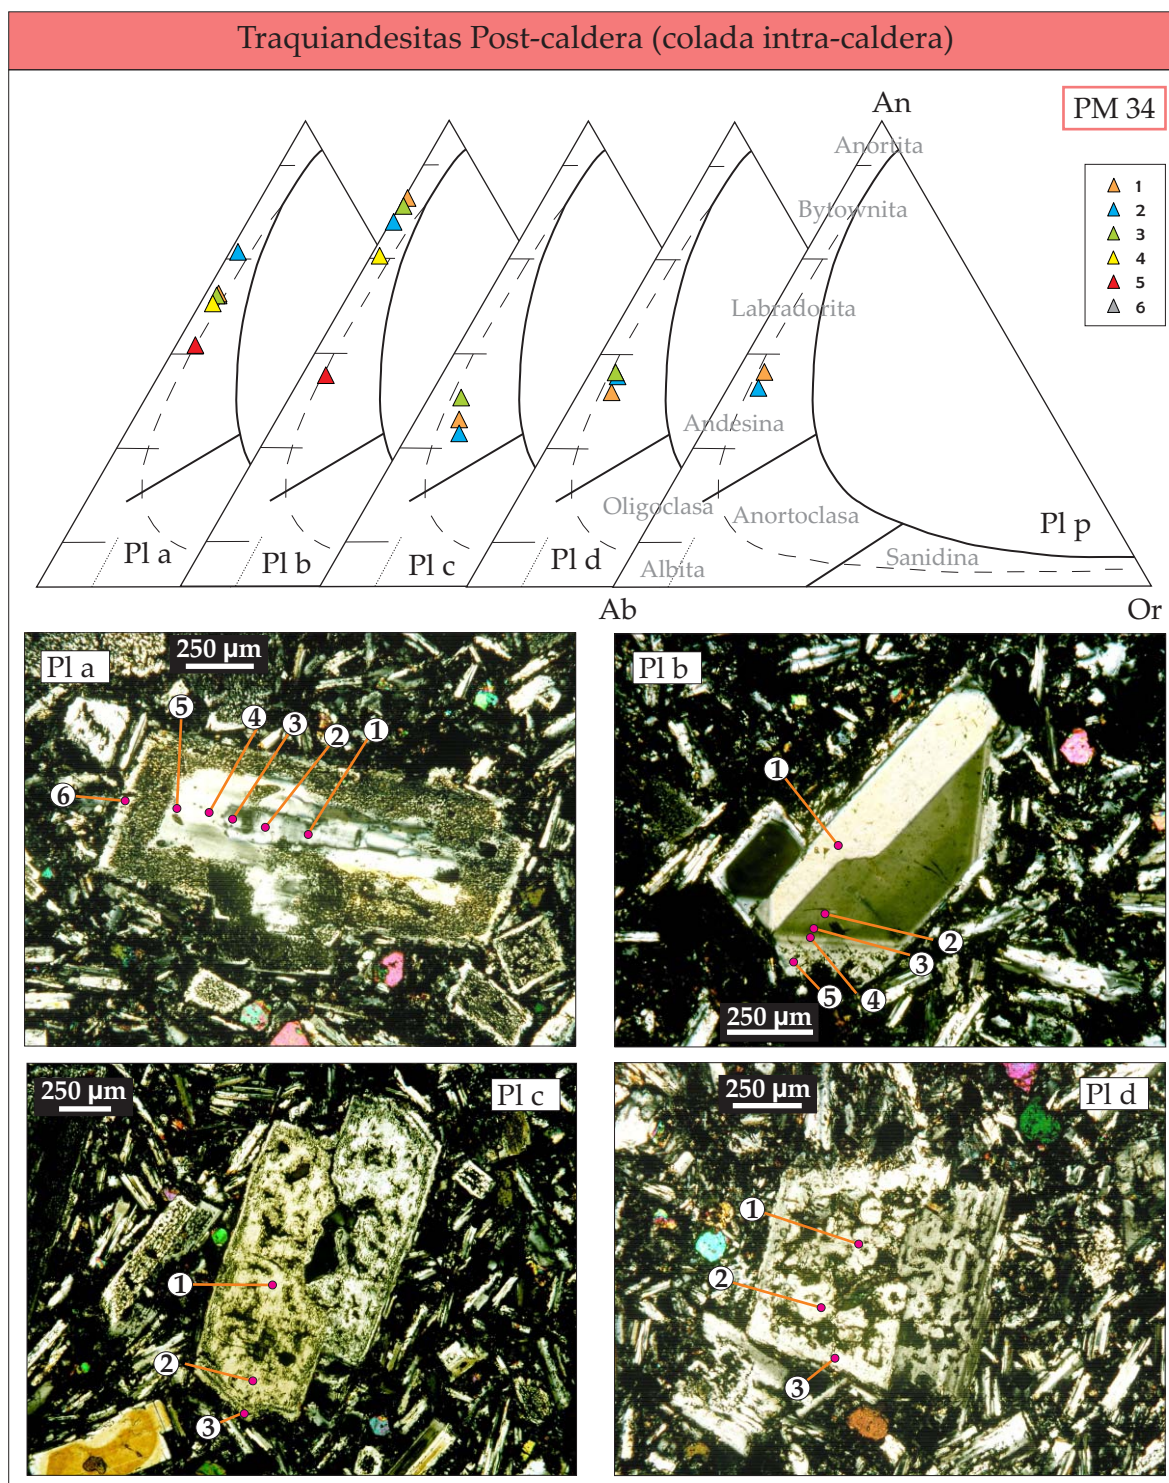 Traquiandesitas Post-caldera (colada intra-caldera)
An
PM 34
Anortita
1
2
3
4
5
6
Bytownita
Labradorita
Andesina
Oligoclasa
Anortoclasa
Albita
Sanidina
Pl a
Pl b
Pl c
Pl d
Pl p
Ab
Or
Pl a
250 µm
5
4
3
2
1
6
Pl b
1
2
3
4
5
250 µm
250 µm
Pl c
1
2
3
250 µm
Pl d
1
2
3